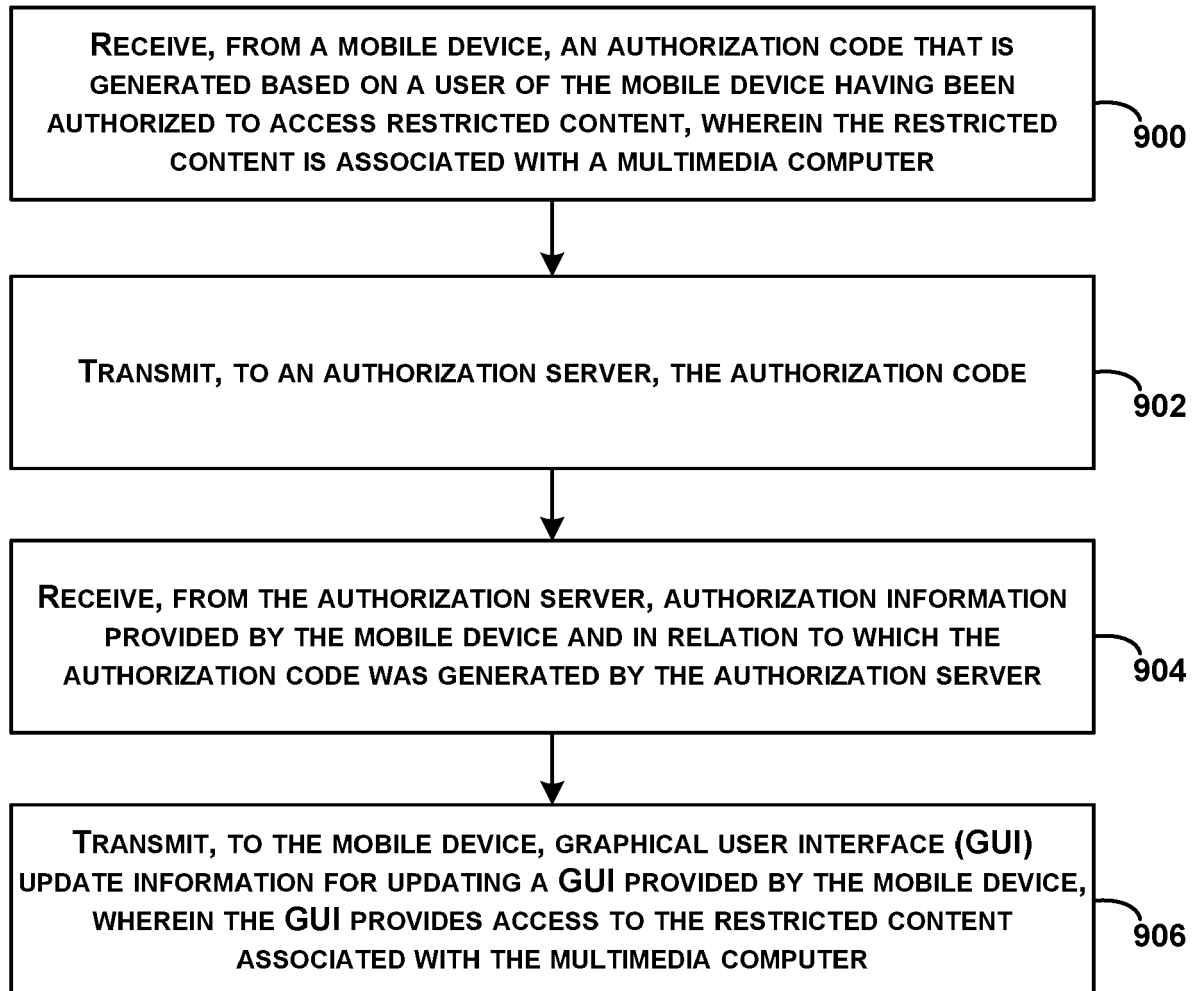 RECEIVE, FROM A MOBILE DEVICE, AN AUTHORIZATION CODE THAT IS
GENERATED BASED ON A USER OF THE MOBILE DEVICE HAVING BEEN
AUTHORIZED TO ACCESS RESTRICTED CONTENT, WHEREIN THE RESTRICTED
CONTENT IS ASSOCIATED WITH A MULTIMEDIA COMPUTER
900
TRANSMIT, TO AN AUTHORIZATION SERVER, THE AUTHORIZATION CODE
902
RECEIVE, FROM THE AUTHORIZATION SERVER, AUTHORIZATION INFORMATION
PROVIDED BY THE MOBILE DEVICE AND IN RELATION TO WHICH THE
AUTHORIZATION CODE WAS GENERATED BY THE AUTHORIZATION SERVER
904
TRANSMIT, TO THE MOBILE DEVICE, GRAPHICAL USER INTERFACE (GUI)
UPDATE INFORMATION FOR UPDATING A GUI PROVIDED BY THE MOBILE DEVICE,
WHEREIN THE GUI PROVIDES ACCESS TO THE RESTRICTED CONTENT
ASSOCIATED WITH THE MULTIMEDIA COMPUTER
906